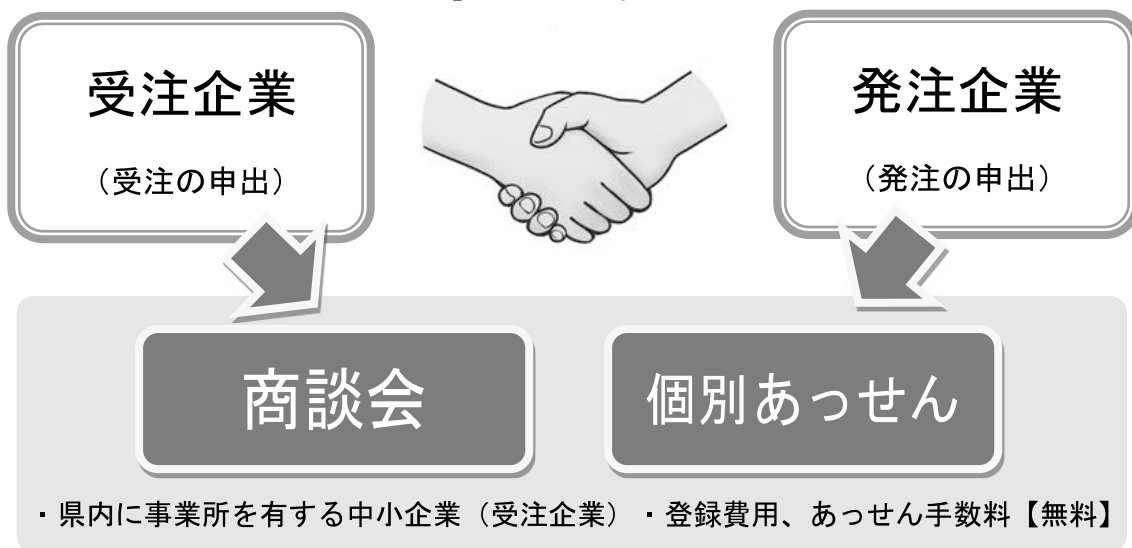 受注企業
（受注の申出）
発注企業
（発注の申出）
商談会
個別あっせん
・県内に事業所を有する中小企業（受注企業）・登録費用、あっせん手数料【無料】